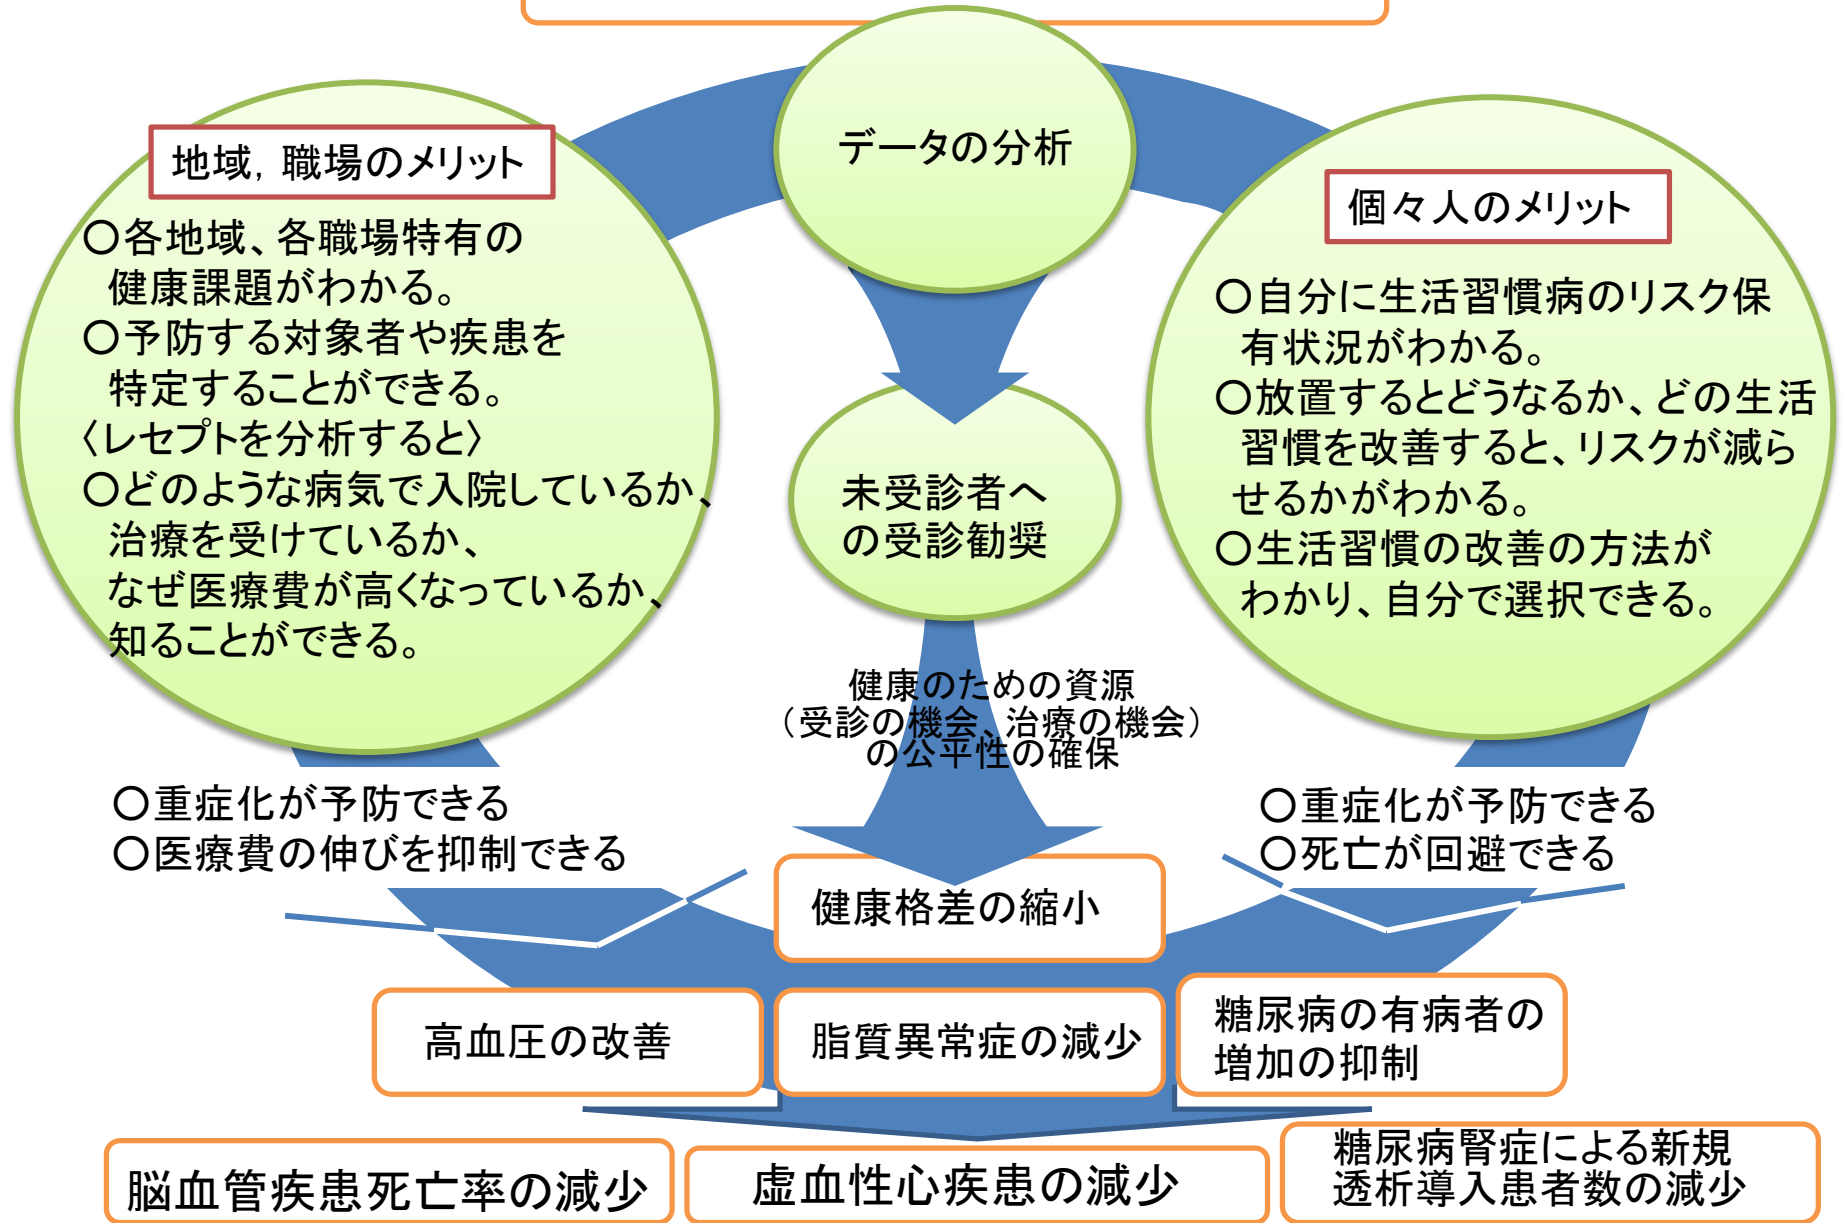 データの分析
地域，職場のメリット
○各地域、各職場特有の
健康課題がわかる。
○予防する対象者や疾患を
特定することができる。
〈レセプトを分析すると〉
○どのような病気で入院しているか、
治療を受けているか、
なぜ医療費が高くなっているか、
知ることができる。
個々人のメリット
○自分に生活習慣病のリスク保
有状況がわかる。
○放置するとどうなるか、どの生活
習慣を改善すると、リスクが減ら
せるかがわかる。
○生活習慣の改善の方法が
わかり、自分で選択できる。
未受診者へ
の受診勧奨
健康のための資源
（受診の機会、治療の機会）
の公平性の確保
○重症化が予防できる
○医療費の伸びを抑制できる
○重症化が予防できる
○死亡が回避できる
健康格差の縮小
高血圧の改善
脂質異常症の減少
糖尿病の有病者の
増加の抑制
脳血管疾患死亡率の減少
虚血性心疾患の減少
糖尿病腎症による新規
透析導入患者数の減少